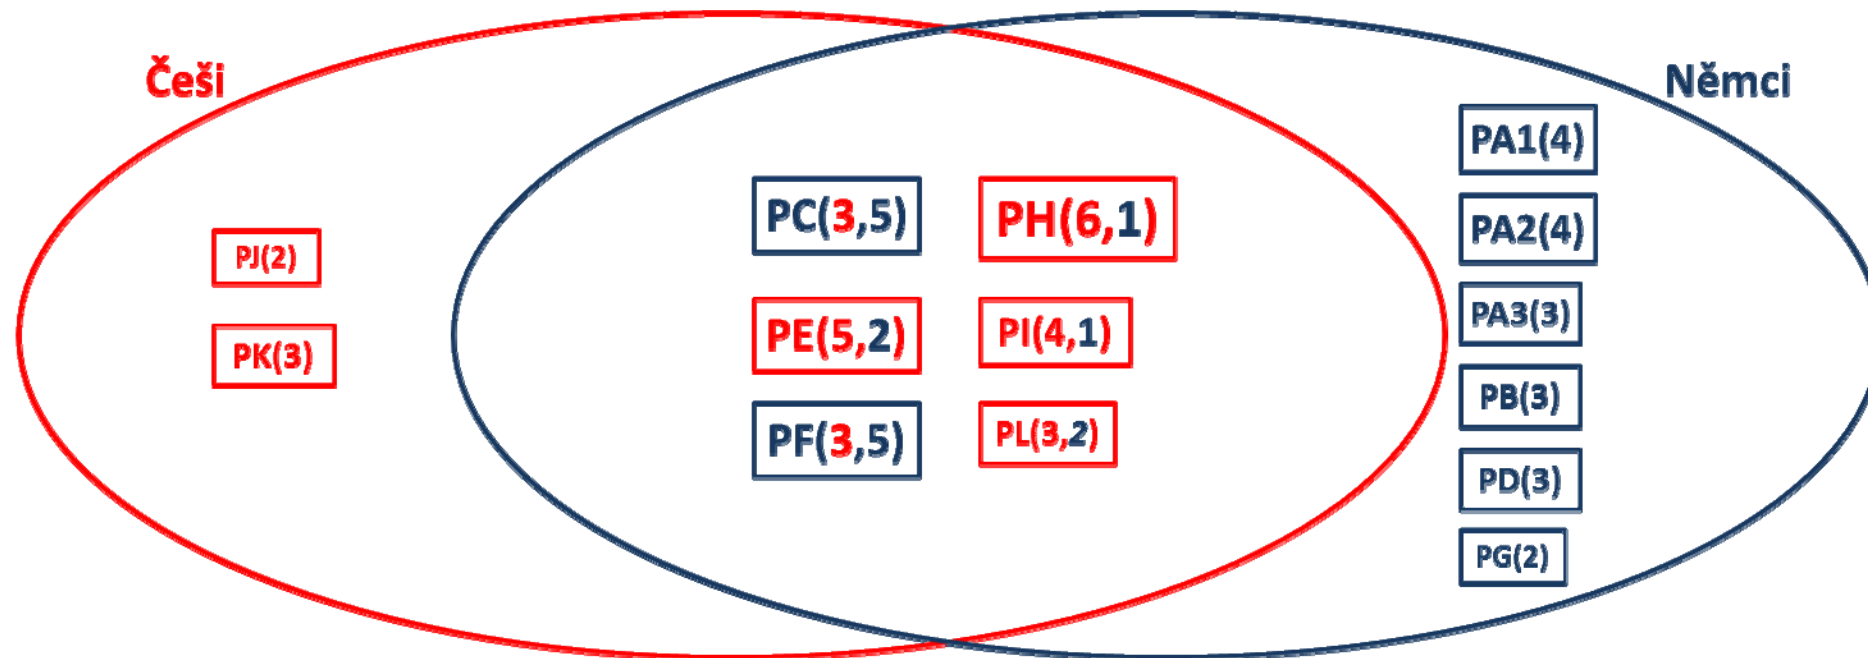 Češi
Němci
PJ(2)
PK(3)
PC(3,5)
PH(6,1)
PE(5,2)
PI(4,1)
PF(3,5)
PL(3,2)
PA1(4)
PA2(4)
PA3(3)
PB(3)
PD(3)
PG(2)